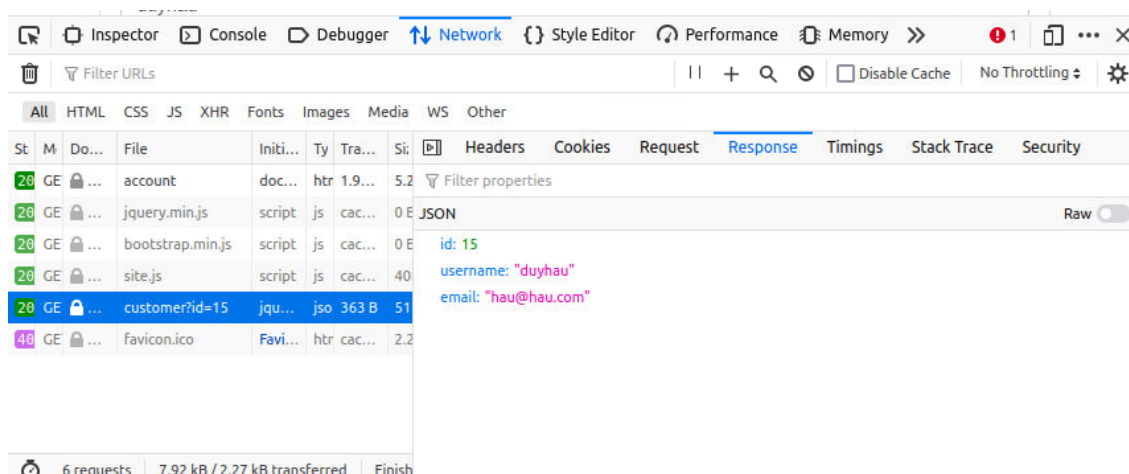 Inspector Console Debugger Network Style Editor Performance Memory 1
Filter URLs Disable Cache No Throttling
All HTML CSS JS XHR Fonts Images Media WS Other
St M Do... File Initi... Ty Tra... Si: Headers Cookies Request Response Timings Stack Trace Security
20 GE ... account doc... htr 1.9... 5.2 Filter properties
20 GE ... jquery.min.js script js cac... 0 E JSON Raw
20 GE ... bootstrap.min.js script js cac... 0 E id: 15
20 GE ... site.js script js cac... 40 username: "duyhau"
20 GE ... customer?id=15 jqu... jso 363 B 51 email: "hau@hau.com"
40 GE ... favicon.ico Favi... htr cac... 2.2
6 requests 7.92 kB / 2.27 kB transferred Finish